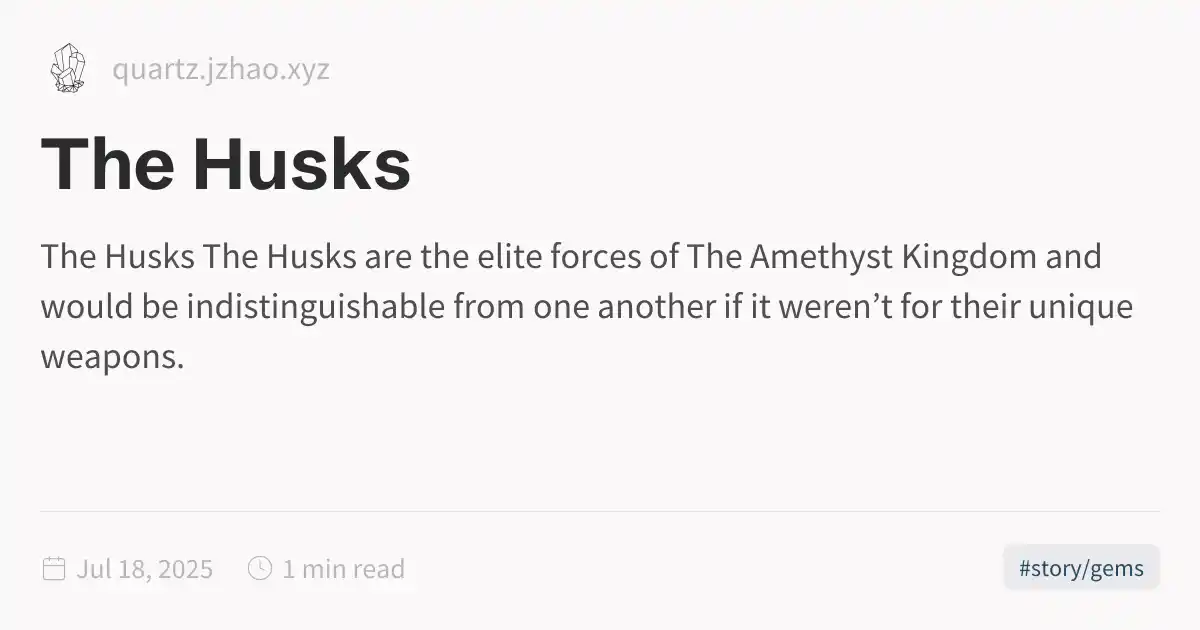 quartz.jzhao.xyz
The Husks
The Husks The Husks are the elite forces of The Amethyst Kingdom and
would be indistinguishable from one another if it weren’t for their unique
weapons.
Jul 18, 2025
1 min read
#story/gems